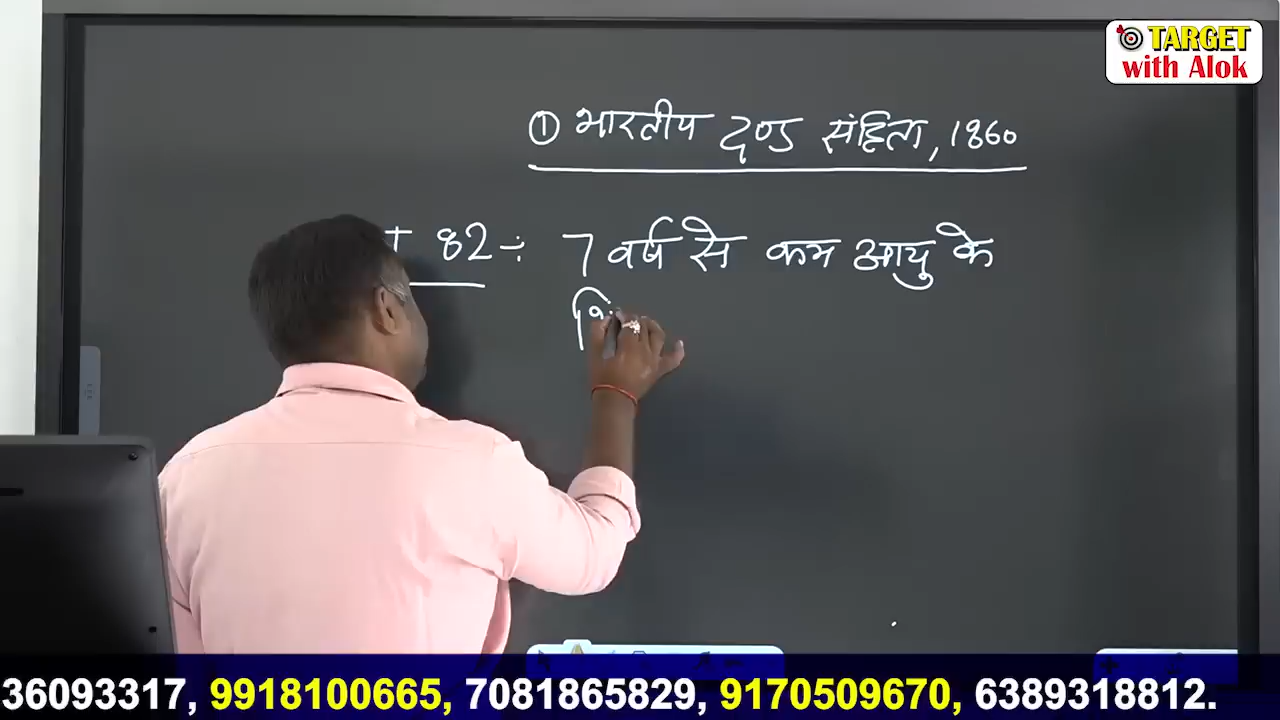 TARGET
with Alok
① भारतीय दण्ड संहिता, 1860
82 ÷ 7 वर्ष से कम आयु के
36093317, 9918100665, 7081865829, 9170509670, 6389318812.